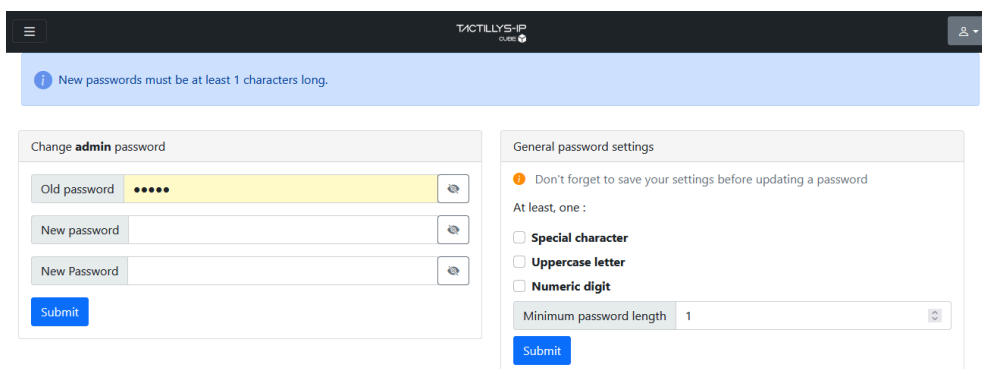 TACTILLYS-IP
CUBE
New passwords must be at least 1 characters long.
Change admin password
Old password
New password
New Password
Submit
General password settings
Don't forget to save your settings before updating a password
At least, one :
Special character
Uppercase letter
Numeric digit
Minimum password length 1
Submit